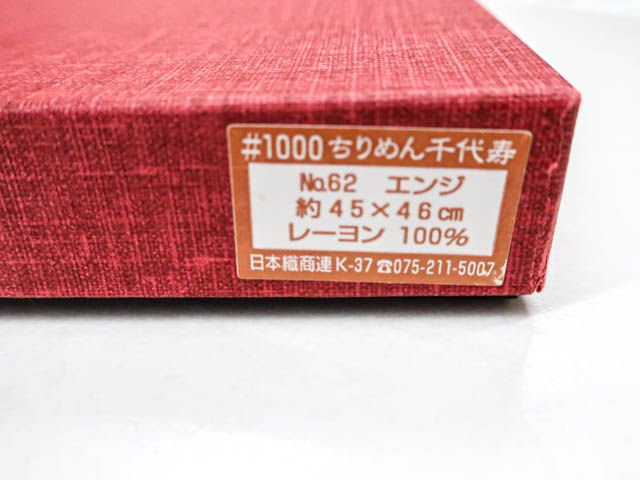 #1000ちりめん千代寿
No.62 エンジ
約45×46cm
レーヨン 100%
日本織商連K-37 ☎075-211-5007